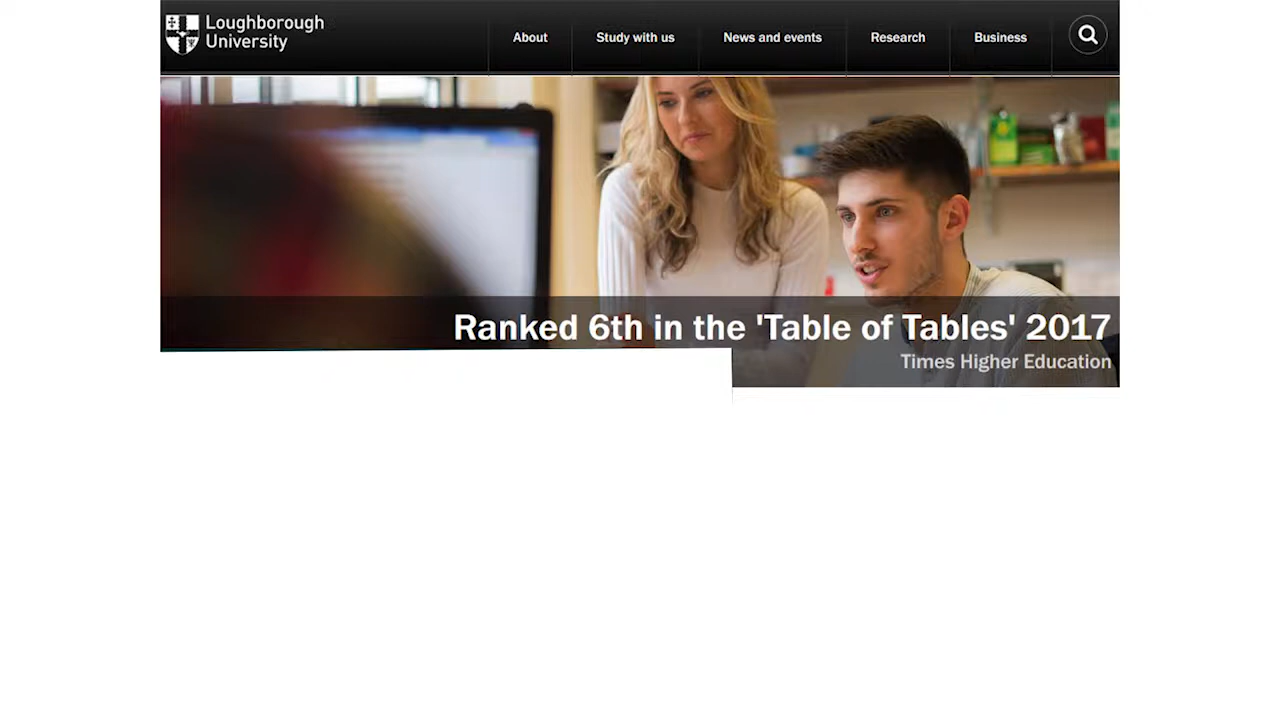 Loughborough
University
About
Study with us
News and events
Research
Business
Ranked 6th in the 'Table of Tables' 2017
Times Higher Education